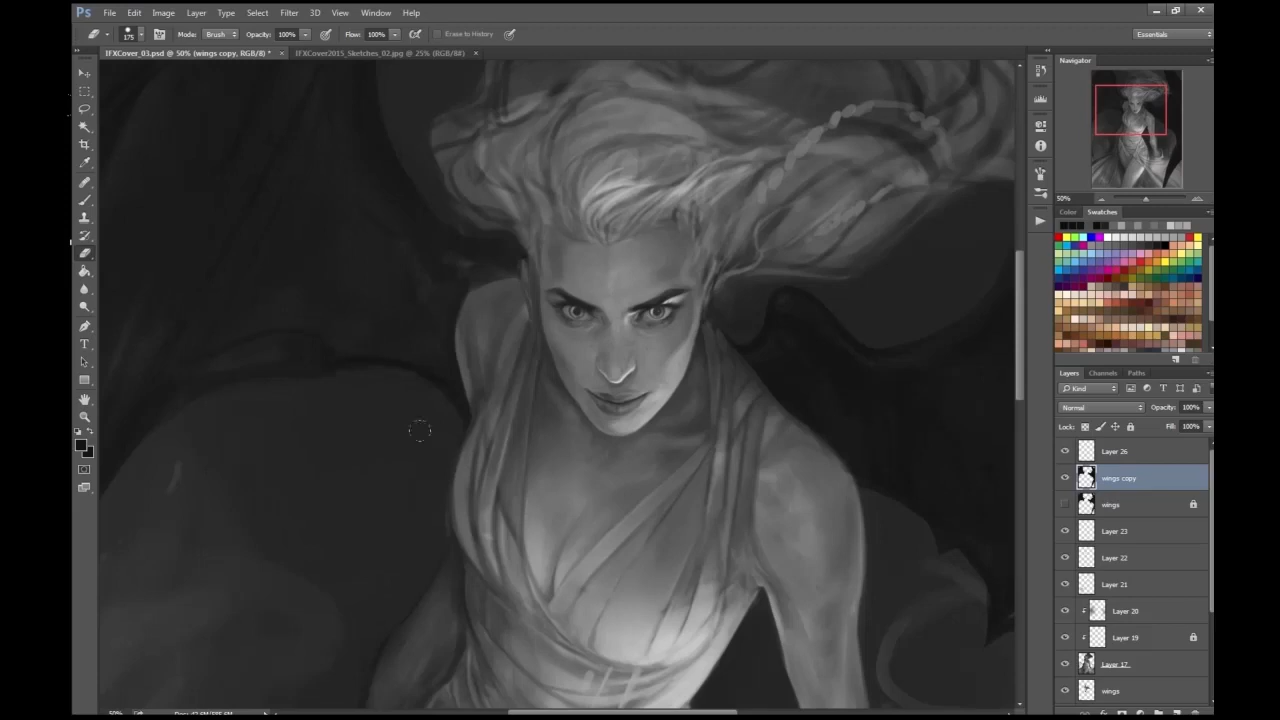 Ps File Edit Image Layer Type Select Filter 3D View Window Help
175 Mode: Brush Opacity: 100% Flow: 100% Erase to History Essentials
IFXCover_03.psd @ 50% (wings copy, RGB/8) * × IFXCover2015_Sketches_02.jpg @ 25% (RGB/8#) ×
Navigator
50%
Color Swatches
Layers Channels Paths
Kind
Normal Opacity: 100%
Lock: Fill: 100%
Layer 26
wings copy
wings
Layer 23
Layer 22
Layer 21
Layer 20
Layer 19
Layer 17
wings
50%